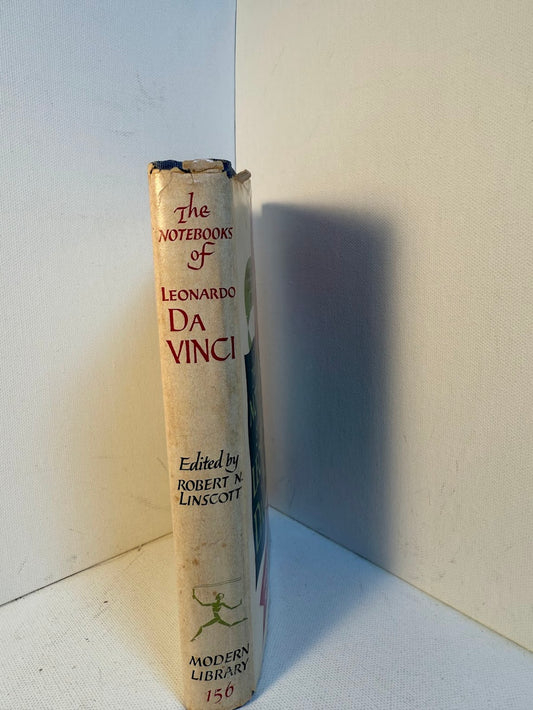 The
NOTEBOOKS
of
LEONARDO
DA
VINCI
Edited by
ROBERT N.
LINSCOTT
MODERN
LIBRARY
156